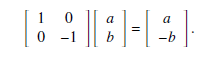 [ 1 0 ] [ a ] = [ a ] .
[ 0 −1 ] [ b ] [ −b ]